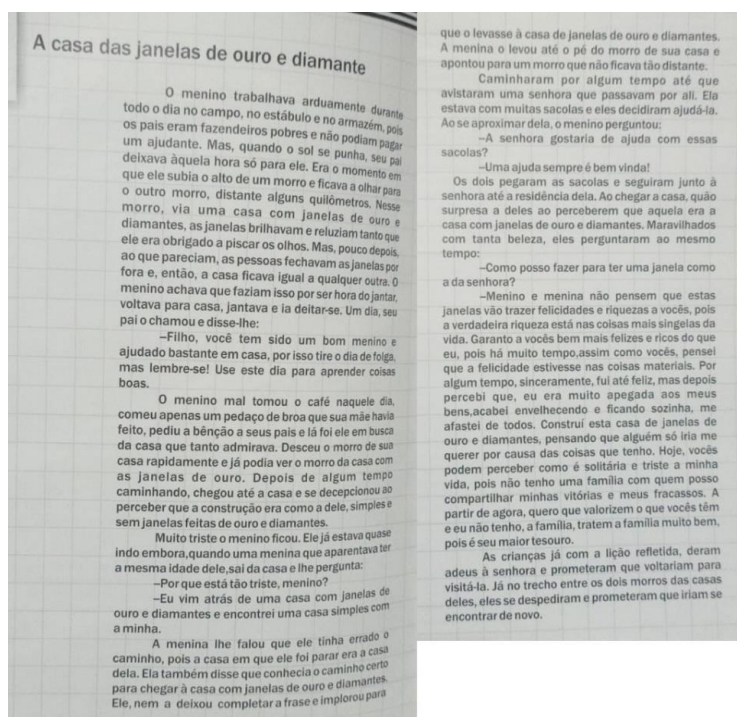 A casa das janelas de ouro e diamante
O menino trabalhava arduamente durante
todo o dia no campo, no estábulo e no armazém, pois
os pais eram fazendeiros pobres e não podiam pagar
um ajudante. Mas, quando o sol se punha, seu pai
deixava àquela hora só para ele. Era o momento em
que ele subia o alto de um morro e ficava a olhar para
o outro morro, distante alguns quilômetros. Nesse
morro, via uma casa com janelas de ouro e
diamantes, as janelas brilhavam e reluziam tanto que
ele era obrigado a piscar os olhos. Mas, pouco depois,
ao que pareciam, as pessoas fechavam as janelas por
fora e, então, a casa ficava igual a qualquer outra. O
menino achava que faziam isso por ser hora do jantar,
voltava para casa, jantava e ia deitar-se. Um dia, seu
pai o chamou e disse-lhe:
–Filho, você tem sido um bom menino e
ajudado bastante em casa, por isso tire o dia de folga,
mas lembre-se! Use este dia para aprender coisas
boas.
O menino mal tomou o café naquele dia,
comeu apenas um pedaço de broa que sua mãe havia
feito, pediu a bênção a seus pais e lá foi ele em busca
da casa que tanto admirava. Desceu o morro de sua
casa rapidamente e já podia ver o morro da casa com
as janelas de ouro. Depois de algum tempo
caminhando, chegou até a casa e se decepcionou ao
perceber que a construção era como a dele, simples e
sem janelas feitas de ouro e diamantes.
Muito triste o menino ficou. Ele já estava quase
indo embora,quando uma menina que aparentava ter
a mesma idade dele,sai da casa e lhe pergunta:
–Por que está tão triste, menino?
–Eu vim atrás de uma casa com janelas de
ouro e diamantes e encontrei uma casa simples com
a minha.
A menina lhe falou que ele tinha errado o
caminho, pois a casa em que ele foi parar era a casa
dela. Ela também disse que conhecia o caminho certo
para chegar à casa com janelas de ouro e diamantes.
Ele, nem a deixou completar a frase e implorou para
que o levasse à casa de janelas de ouro e diamantes.
A menina o levou até o pé do morro de sua casa e
apontou para um morro que não ficava tão distante.
Caminharam por algum tempo até que
avistaram uma senhora que passavam por ali. Ela
estava com muitas sacolas e eles decidiram ajudá-la.
Ao se aproximar dela, o menino perguntou:
–A senhora gostaria de ajuda com essas
sacolas?
–Uma ajuda sempre é bem vinda!
Os dois pegaram as sacolas e seguiram junto à
senhora até a residência dela. Ao chegar a casa, quão
surpresa a deles ao perceberem que aquela era a
casa com janelas de ouro e diamantes. Maravilhados
com tanta beleza, eles perguntaram ao mesmo
tempo:
–Como posso fazer para ter uma janela como
a da senhora?
–Menino e menina não pensem que estas
janelas vão trazer felicidades e riquezas a vocês, pois
a verdadeira riqueza está nas coisas mais singelas da
vida. Garanto a vocês bem mais felizes e ricos do que
eu, pois há muito tempo,assim como vocês, pensei
que a felicidade estivesse nas coisas materiais. Por
algum tempo, sinceramente, fui até feliz, mas depois
percebi que, eu era muito apegada aos meus
bens,acabei envelhecendo e ficando sozinha, me
afastei de todos. Construí esta casa de janelas de
ouro e diamantes, pensando que alguém só iria me
querer por causa das coisas que tenho. Hoje, vocês
podem perceber como é solitária e triste a minha
vida, pois não tenho uma família com quem posso
compartilhar minhas vitórias e meus fracassos. A
partir de agora, quero que valorizem o que vocês têm
e eu não tenho, a família, tratem a família muito bem,
pois é seu maior tesouro.
As crianças já com a lição refletida, deram
adeus à senhora e prometeram que voltariam para
visitá-la. Já no trecho entre os dois morros das casas
deles, eles se despediram e prometeram que iriam se
encontrar de novo.